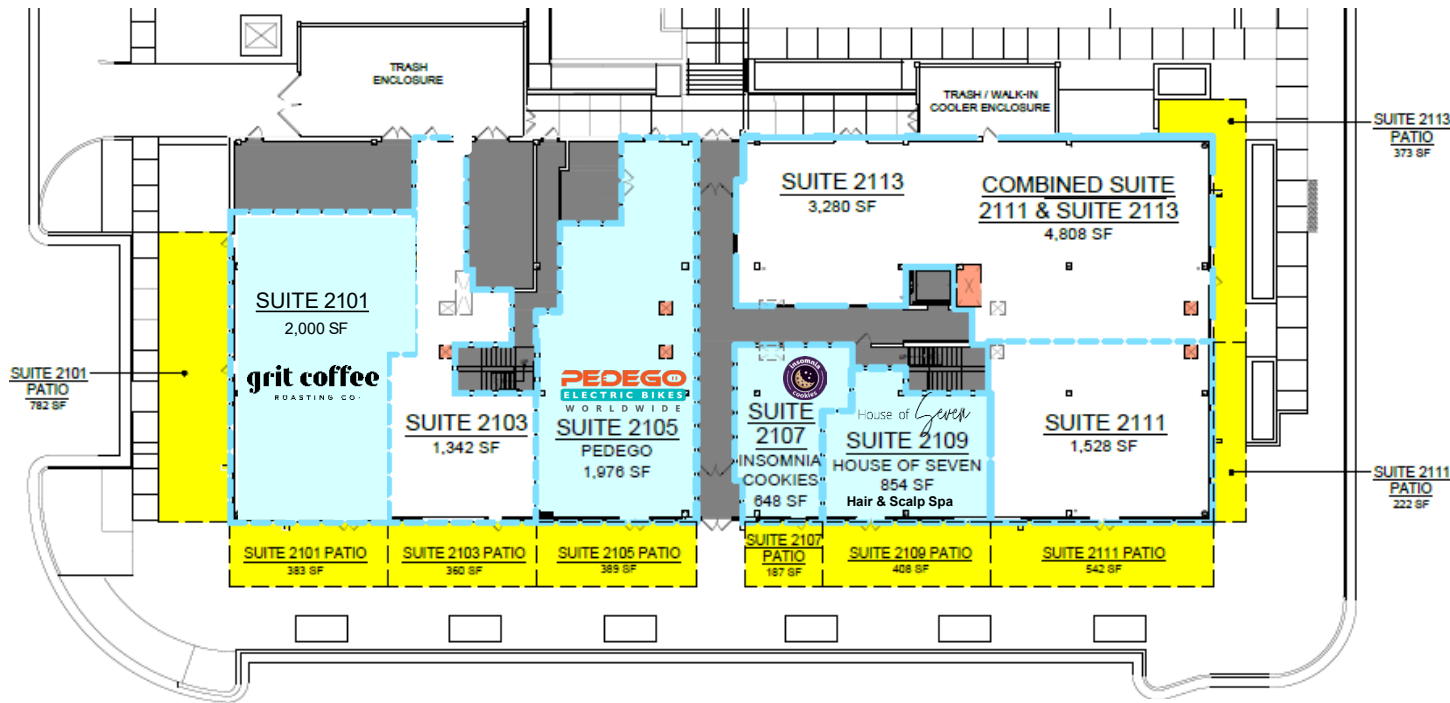 TRASH
ENCLOSURE
TRASH / WALK-IN
COOLER ENCLOSURE
SUITE 2113
PATIO
373 SF
SUITE 2113
3,280 SF
COMBINED SUITE
2111 & SUITE 2113
4,808 SF
SUITE 2101
2,000 SF
grit coffee
ROASTING CO.
SUITE 2101
PATIO
782 SF
SUITE 2103
1,342 SF
PEDEGO
ELECTRIC BIKES
WORLDWIDE
SUITE 2105
PEDEGO
1,976 SF
insomnia
cookies
SUITE
2107
INSOMNIA
COOKIES
648 SF
House of Seven
SUITE 2109
HOUSE OF SEVEN
854 SF
Hair & Scalp Spa
SUITE 2111
1,528 SF
SUITE 2111
PATIO
222 SF
SUITE 2101 PATIO
383 SF
SUITE 2103 PATIO
360 SF
SUITE 2105 PATIO
389 SF
SUITE 2107
PATIO
187 SF
SUITE 2109 PATIO
408 SF
SUITE 2111 PATIO
542 SF